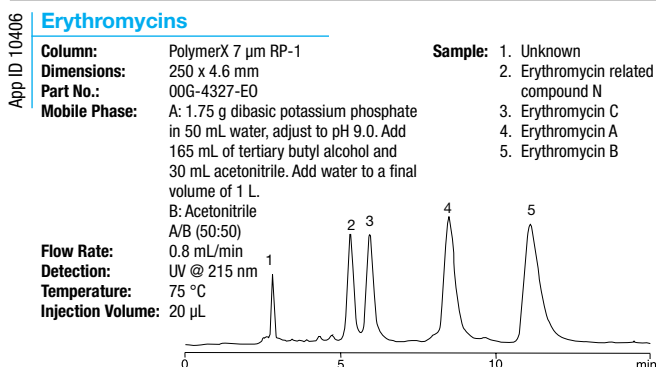 App ID 10406
Erythromycins
Column: PolymerX 7 µm RP-1
Dimensions: 250 x 4.6 mm
Part No.: 00G-4327-EO
Mobile Phase: A: 1.75 g dibasic potassium phosphate
in 50 mL water, adjust to pH 9.0. Add
165 mL of tertiary butyl alcohol and
30 mL acetonitrile. Add water to a final
volume of 1 L.
B: Acetonitrile
A/B (50:50)
Flow Rate: 0.8 mL/min
Detection: UV @ 215 nm
Temperature: 75 °C
Injection Volume: 20 µL
Sample: 1. Unknown
2. Erythromycin related
compound N
3. Erythromycin C
4. Erythromycin A
5. Erythromycin B
1
2 3
4
5
0 5 10 min